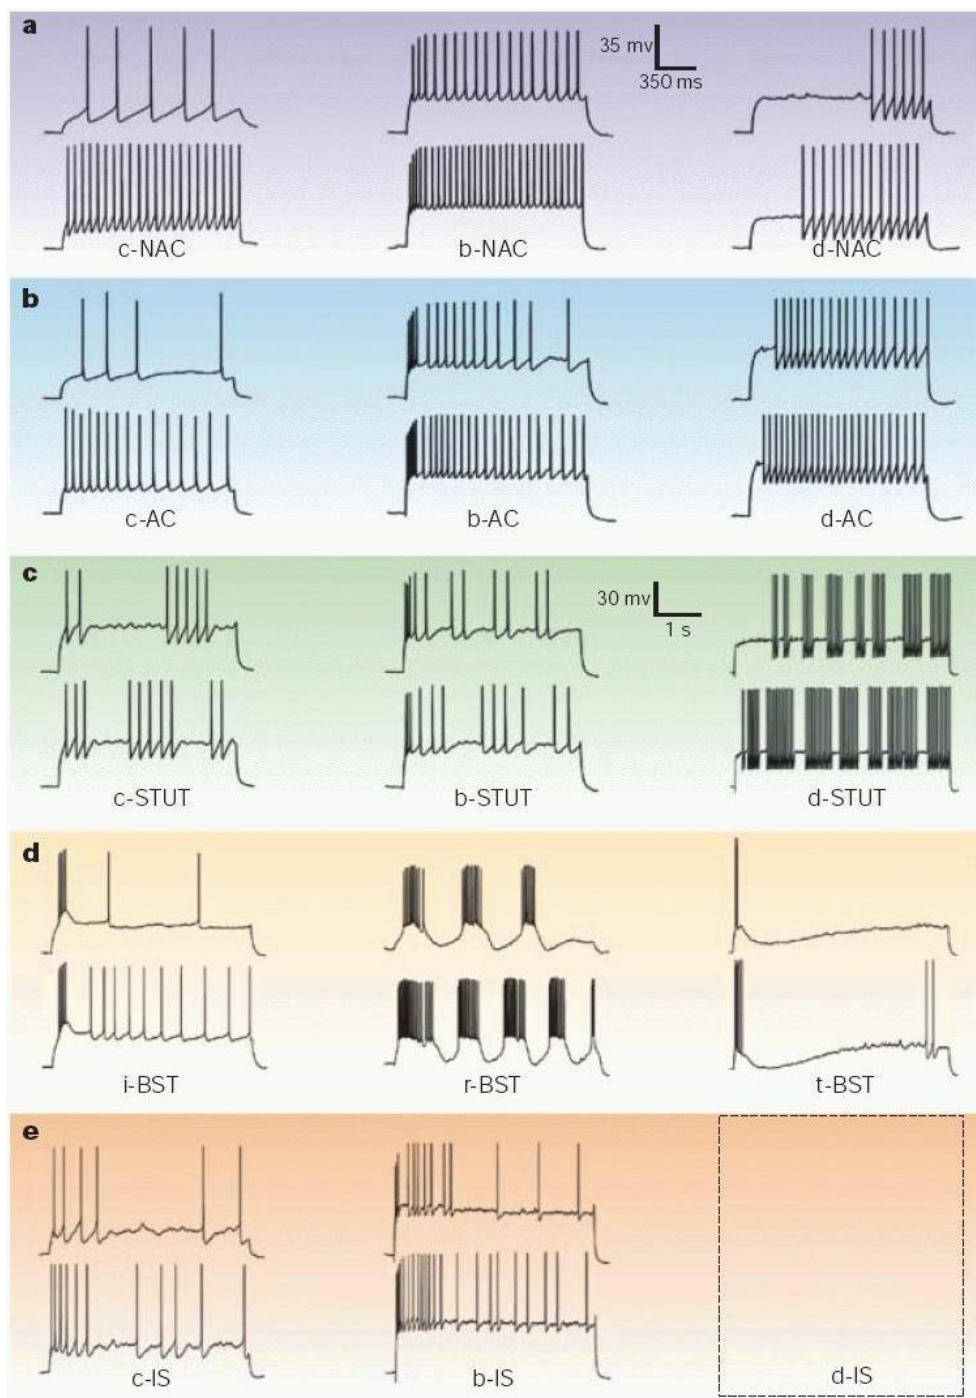 a
35 mv
350 ms
c-NAC
b-NAC
d-NAC
b
c-AC
b-AC
d-AC
c
30 mv
1 s
c-STUT
b-STUT
d-STUT
d
i-BST
r-BST
t-BST
e
c-IS
b-IS
d-IS